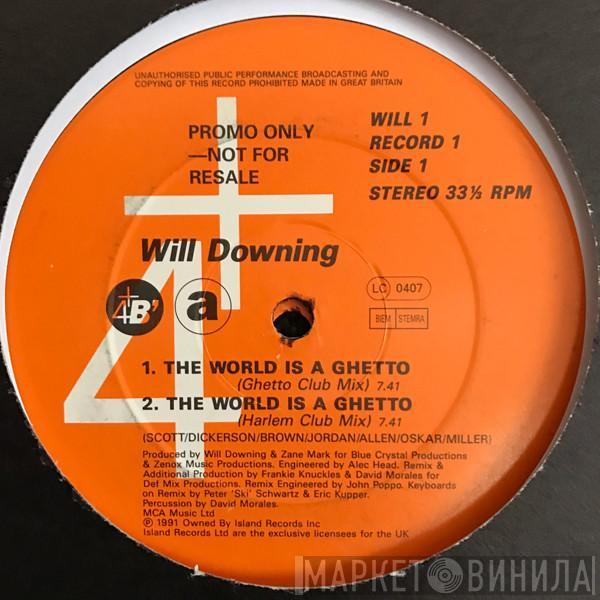 UNAUTHORISED PUBLIC PERFORMANCE BROADCASTING AND
COPYING OF THIS RECORD PROHIBITED MADE IN GREAT BRITAIN
PROMO ONLY
—NOT FOR
RESALE
WILL 1
RECORD 1
SIDE 1
STEREO 33⅓ RPM
4
Will Downing
4 B'
a
LC 0407
BIEM STEMRA
1. THE WORLD IS A GHETTO
(Ghetto Club Mix) 7.41
2. THE WORLD IS A GHETTO
(Harlem Club Mix) 7.41
(SCOTT/DICKERSON/BROWN/JORDAN/ALLEN/OSKAR/MILLER)
Produced by Will Downing & Zane Mark for Blue Crystal Productions
& Zenox Music Productions. Engineered by Alec Head. Remix &
Additional Production by Frankie Knuckles & David Morales for
Def Mix Productions. Remix Engineered by John Poppo. Keyboards
on Remix by Peter 'Ski' Schwartz & Eric Kupper.
Percussion by David Morales.
MCA Music Ltd
℗ 1991 Owned By Island Records Inc
Island Records Ltd are the exclusive licensees for the UK
МАРКЕТ ВИНИЛА